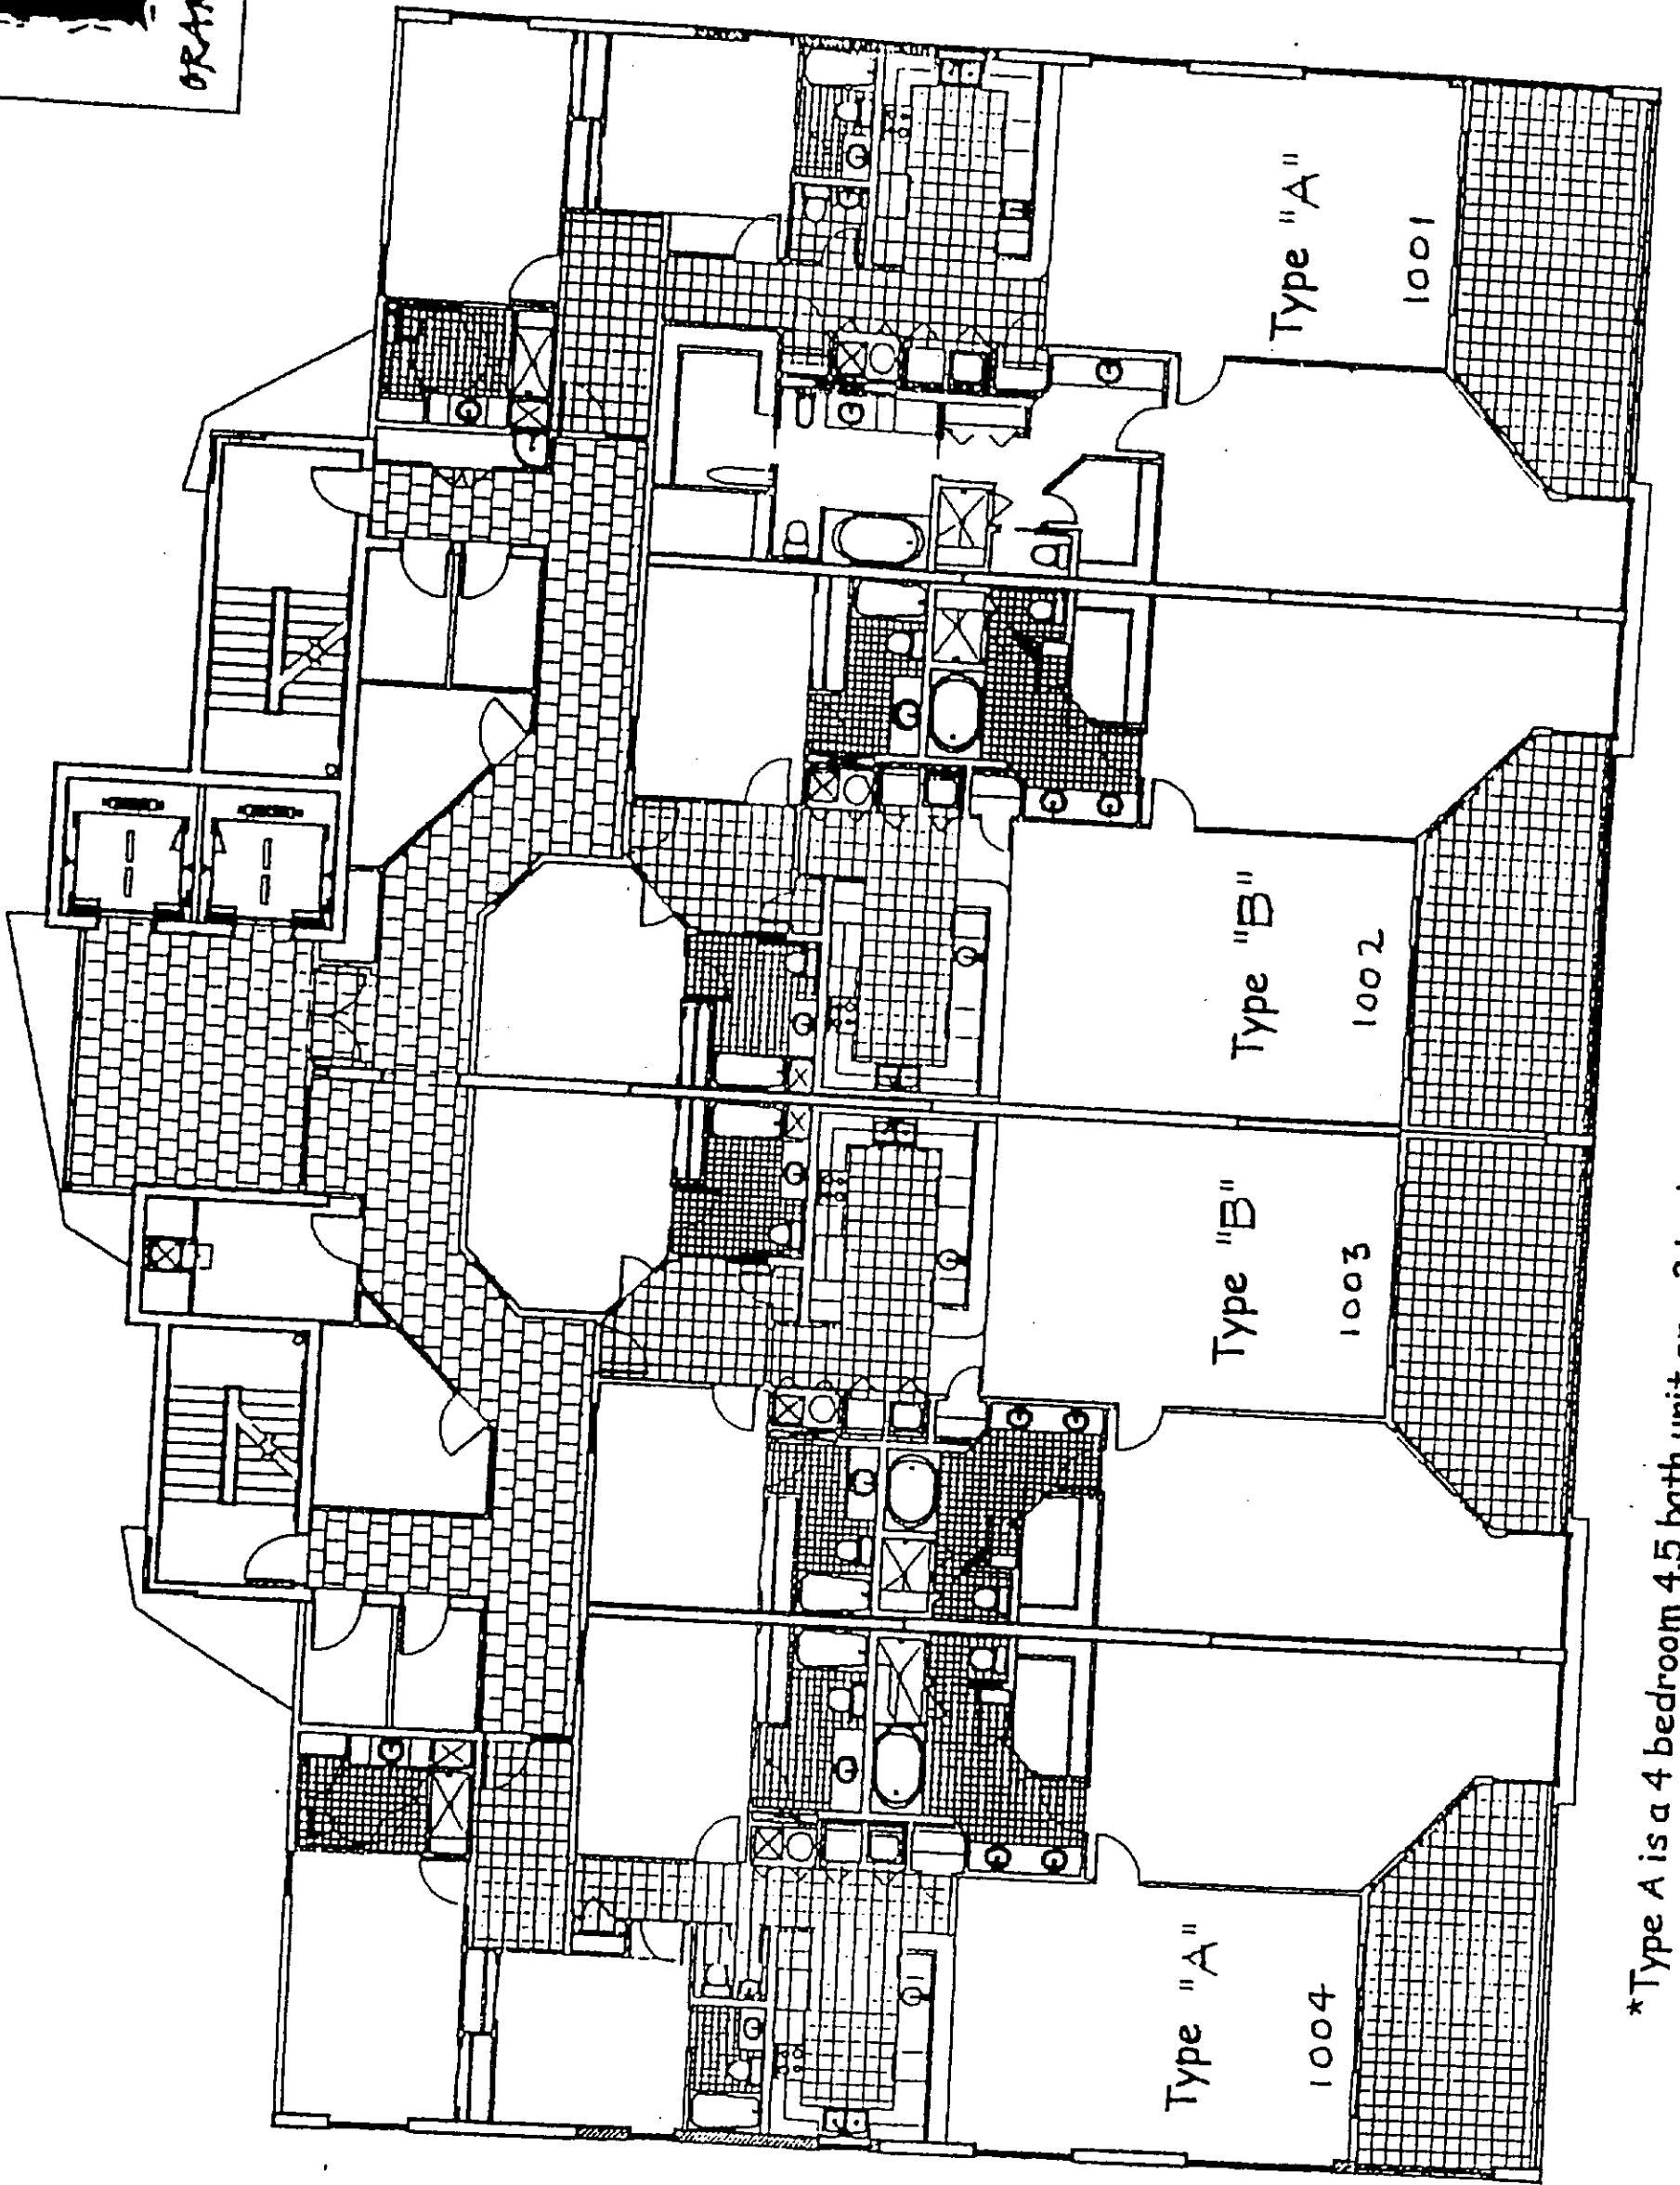 Type "A"
1004
Type "B"
1003
Type "B"
1002
Type "A"
1001
*Type A is a 4 bedroom 4.5 bath unit